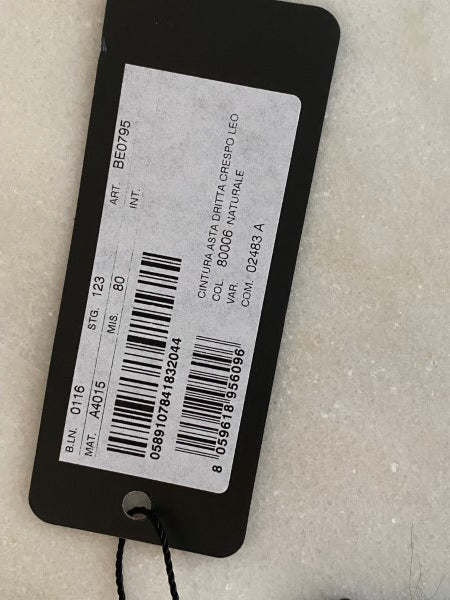 B.LN. 0116 STG. 123 ART. BE0795
MAT. A4015 MIS. 80 INT.
0589107841832044
CINTURA ASTA DRITTA CRESPO LEO
COL 80006 NATURALE
VAR.
COM. 02483 A
8 059618 956096